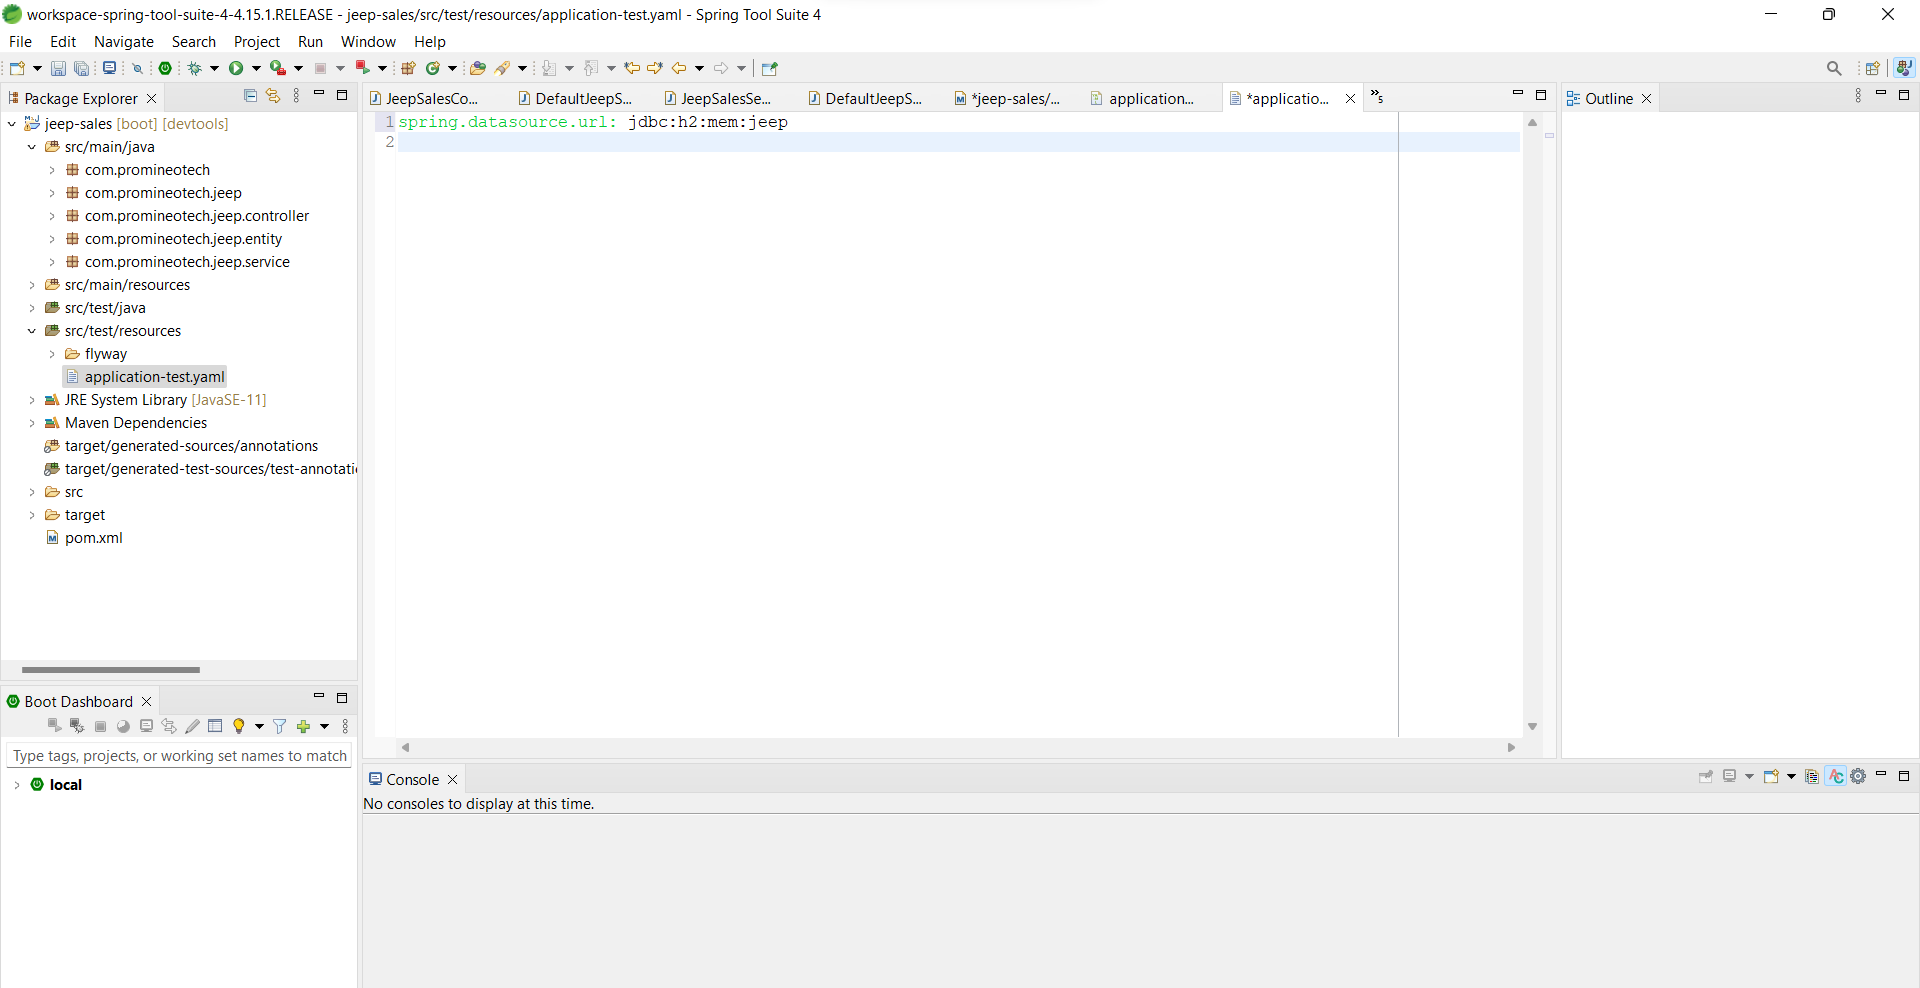 workspace-spring-tool-suite-4-4.15.1.RELEASE - jeep-sales/src/test/resources/application-test.yaml - Spring Tool Suite 4
File Edit Navigate Search Project Run Window Help
Package Explorer
JeepSalesCo...
DefaultJeepS...
JeepSalesSe...
DefaultJeepS...
*jeep-sales/...
application...
*applicatio...
»5
Outline
jeep-sales [boot] [devtools]
src/main/java
com.promineotech
com.promineotech.jeep
com.promineotech.jeep.controller
com.promineotech.jeep.entity
com.promineotech.jeep.service
src/main/resources
src/test/java
src/test/resources
flyway
application-test.yaml
JRE System Library [JavaSE-11]
Maven Dependencies
target/generated-sources/annotations
target/generated-test-sources/test-annotati
src
target
pom.xml
1 spring.datasource.url: jdbc:h2:mem:jeep
2
Boot Dashboard
Type tags, projects, or working set names to match
local
Console
No consoles to display at this time.